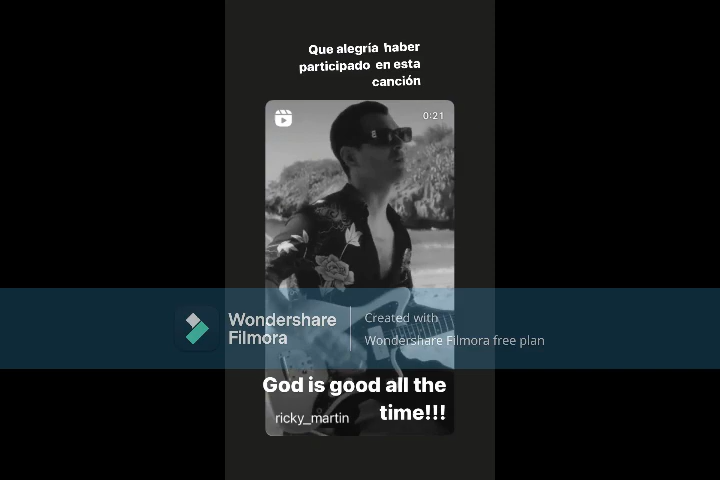 Que alegría haber
participado en esta
canción
0:21
Wondershare
Filmora
Created with
Wondershare Filmora free plan
God is good all the
time!!!
ricky_martin